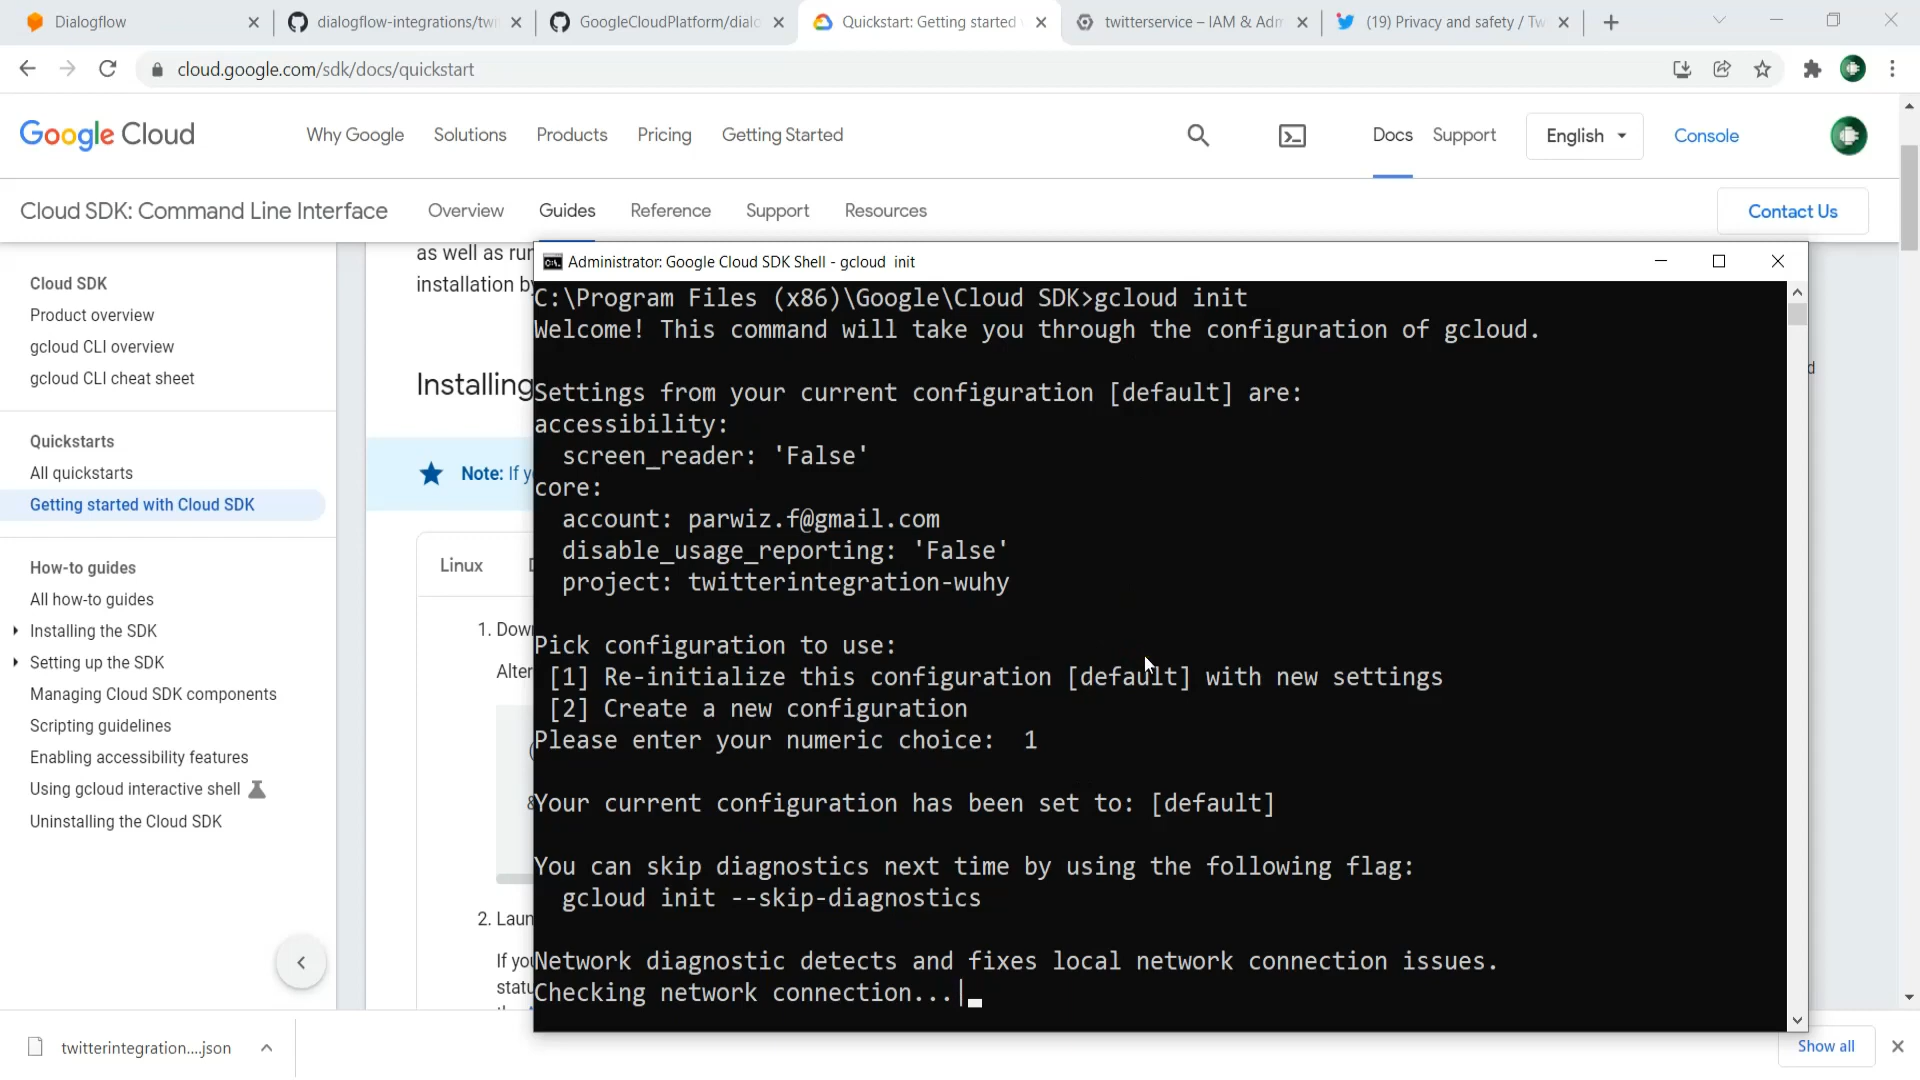 Dialogflow
dialogflow-integrations/twi
GoogleCloudPlatform/dialo
Quickstart: Getting started
twitterservice – IAM & Adm
(19) Privacy and safety / Tw
cloud.google.com/sdk/docs/quickstart
Google Cloud
Why Google
Solutions
Products
Pricing
Getting Started
Docs
Support
English
Console
Cloud SDK: Command Line Interface
Overview
Guides
Reference
Support
Resources
Contact Us
Cloud SDK
Product overview
gcloud CLI overview
gcloud CLI cheat sheet
Quickstarts
All quickstarts
Getting started with Cloud SDK
How-to guides
All how-to guides
Installing the SDK
Setting up the SDK
Managing Cloud SDK components
Scripting guidelines
Enabling accessibility features
Using gcloud interactive shell
Uninstalling the Cloud SDK
as well as run
installation by
Installing
Note: If y
Linux
1. Dow
Alter
2. Laun
If you
statu
Administrator: Google Cloud SDK Shell - gcloud init
C:\Program Files (x86)\Google\Cloud SDK>gcloud init
Welcome! This command will take you through the configuration of gcloud.
Settings from your current configuration [default] are:
accessibility:
screen_reader: 'False'
core:
account: parwiz.f@gmail.com
disable_usage_reporting: 'False'
project: twitterintegration-wuhy
Pick configuration to use:
[1] Re-initialize this configuration [default] with new settings
[2] Create a new configuration
Please enter your numeric choice: 1
Your current configuration has been set to: [default]
You can skip diagnostics next time by using the following flag:
gcloud init --skip-diagnostics
Network diagnostic detects and fixes local network connection issues.
Checking network connection...|
twitterintegration....json
Show all